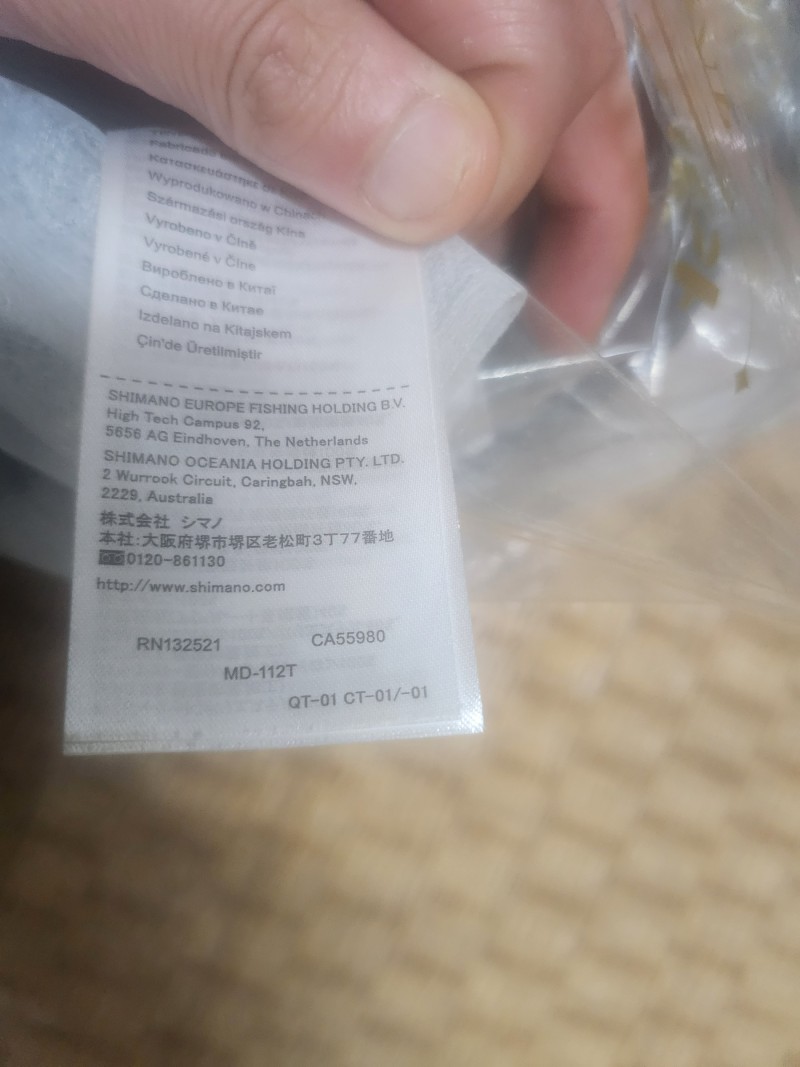 Fabricado
Κατασκευάστηκε σε
Wyprodukowano w Chinach
Származási ország Kína
Vyrobeno v Číně
Vyrobené v Číne
Вироблено в Китаї
Сделано в Китае
Izdelano na Kitajskem
Çin'de Üretilmiştir
SHIMANO EUROPE FISHING HOLDING B.V.
High Tech Campus 92,
5656 AG Eindhoven, The Netherlands
SHIMANO OCEANIA HOLDING PTY. LTD.
2 Wurrook Circuit, Caringbah, NSW,
2229, Australia
株式会社 シマノ
本社:大阪府堺市堺区老松町3丁77番地
0120-861130
http://www.shimano.com
RN132521 CA55980
MD-112T
QT-01 CT-01/-01